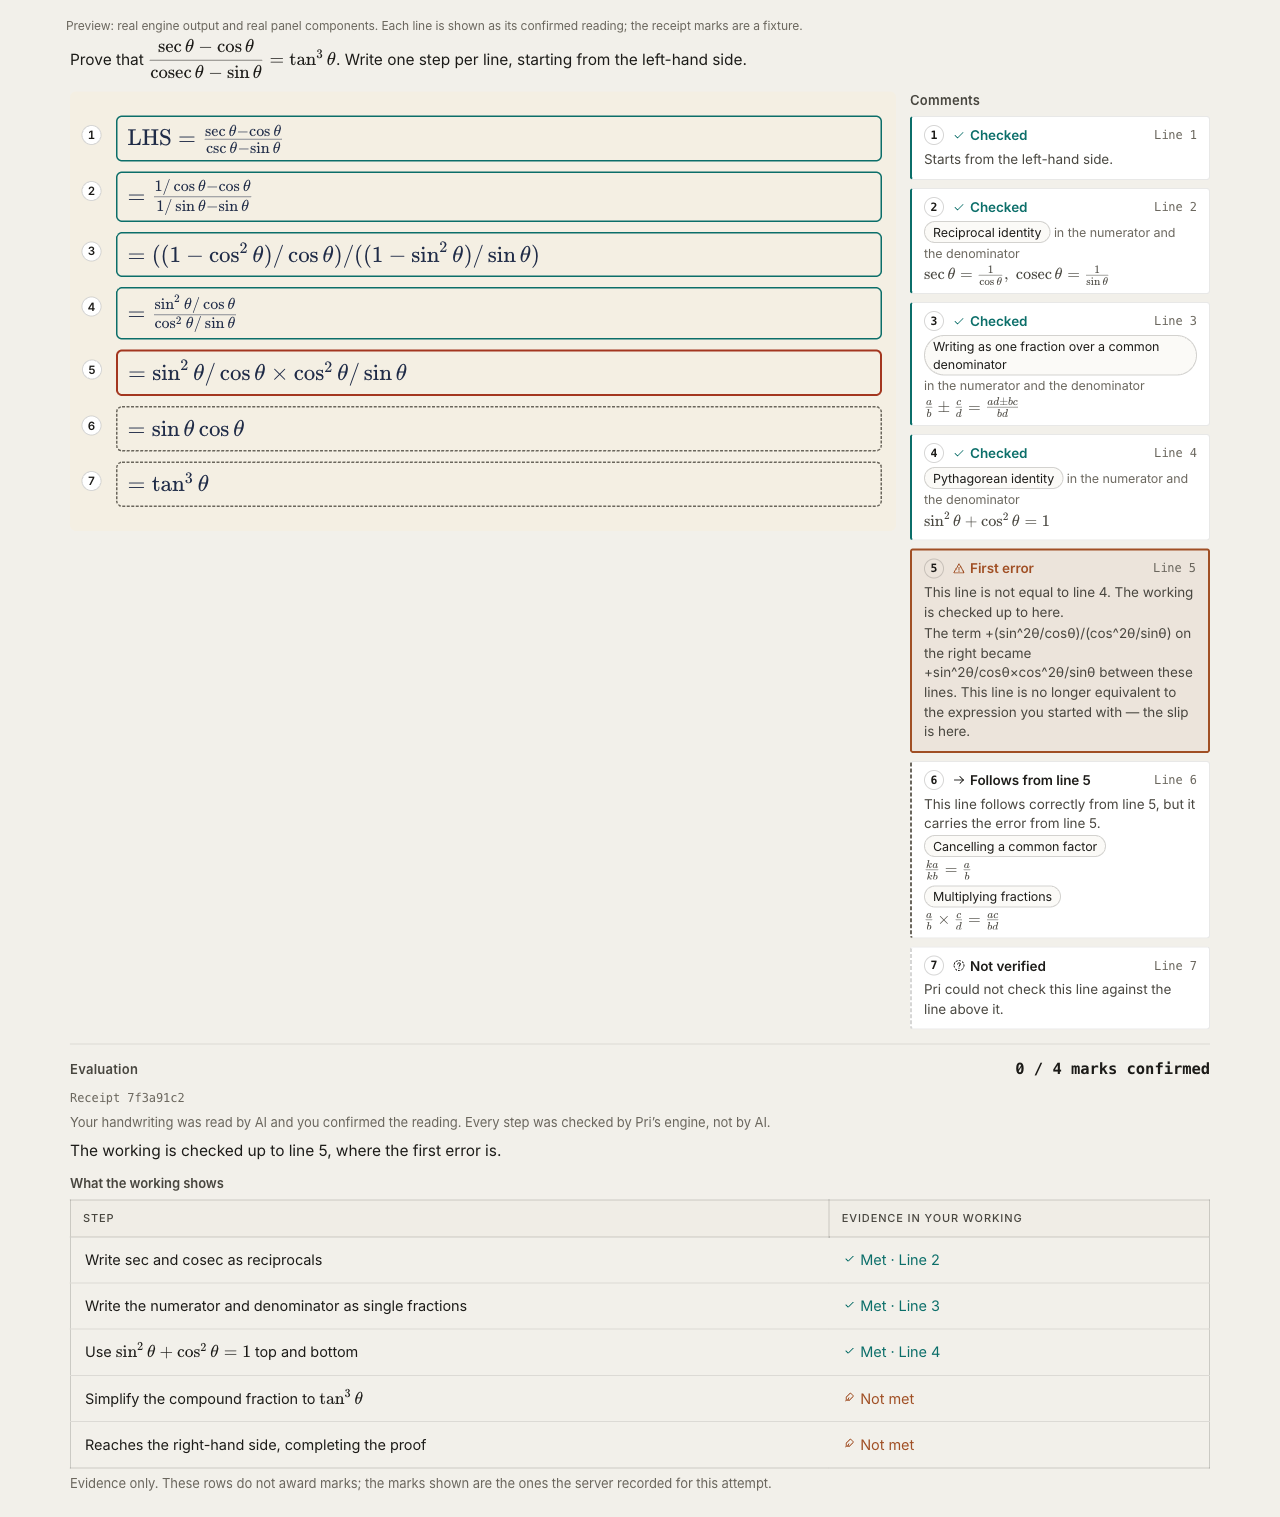 Preview: real engine output and real panel components. Each line is shown as its confirmed reading; the receipt marks are a fixture.
Prove that (sec θ − cos θ)/(cosec θ − sin θ) = tan³ θ. Write one step per line, starting from the left-hand side.
1 LHS = (sec θ−cos θ)/(csc θ−sin θ)
2 = (1/ cos θ−cos θ)/(1/ sin θ−sin θ)
3 = ((1 − cos² θ)/ cos θ)/((1 − sin² θ)/ sin θ)
4 = (sin² θ/ cos θ)/(cos² θ/ sin θ)
5 = sin² θ/ cos θ × cos² θ/ sin θ
6 = sin θ cos θ
7 = tan³ θ
Comments
1 ✓ Checked Line 1
Starts from the left-hand side.
2 ✓ Checked Line 2
Reciprocal identity in the numerator and
the denominator
sec θ = 1/cos θ, cosec θ = 1/sin θ
3 ✓ Checked Line 3
Writing as one fraction over a common
denominator
in the numerator and the denominator
a/b ± c/d = (ad±bc)/bd
4 ✓ Checked Line 4
Pythagorean identity in the numerator and
the denominator
sin² θ + cos² θ = 1
5 ⚠ First error Line 5
This line is not equal to line 4. The working
is checked up to here.
The term +(sin^2θ/cosθ)/(cos^2θ/sinθ) on
the right became
+sin^2θ/cosθ×cos^2θ/sinθ between these
lines. This line is no longer equivalent to
the expression you started with — the slip
is here.
6 → Follows from line 5 Line 6
This line follows correctly from line 5, but it
carries the error from line 5.
Cancelling a common factor
ka/kb = a/b
Multiplying fractions
a/b × c/d = ac/bd
7 Not verified Line 7
Pri could not check this line against the
line above it.
Evaluation 0 / 4 marks confirmed
Receipt 7f3a91c2
Your handwriting was read by AI and you confirmed the reading. Every step was checked by Pri’s engine, not by AI.
The working is checked up to line 5, where the first error is.
What the working shows
STEP EVIDENCE IN YOUR WORKING
Write sec and cosec as reciprocals ✓ Met · Line 2
Write the numerator and denominator as single fractions ✓ Met · Line 3
Use sin² θ + cos² θ = 1 top and bottom ✓ Met · Line 4
Simplify the compound fraction to tan³ θ Not met
Reaches the right-hand side, completing the proof Not met
Evidence only. These rows do not award marks; the marks shown are the ones the server recorded for this attempt.